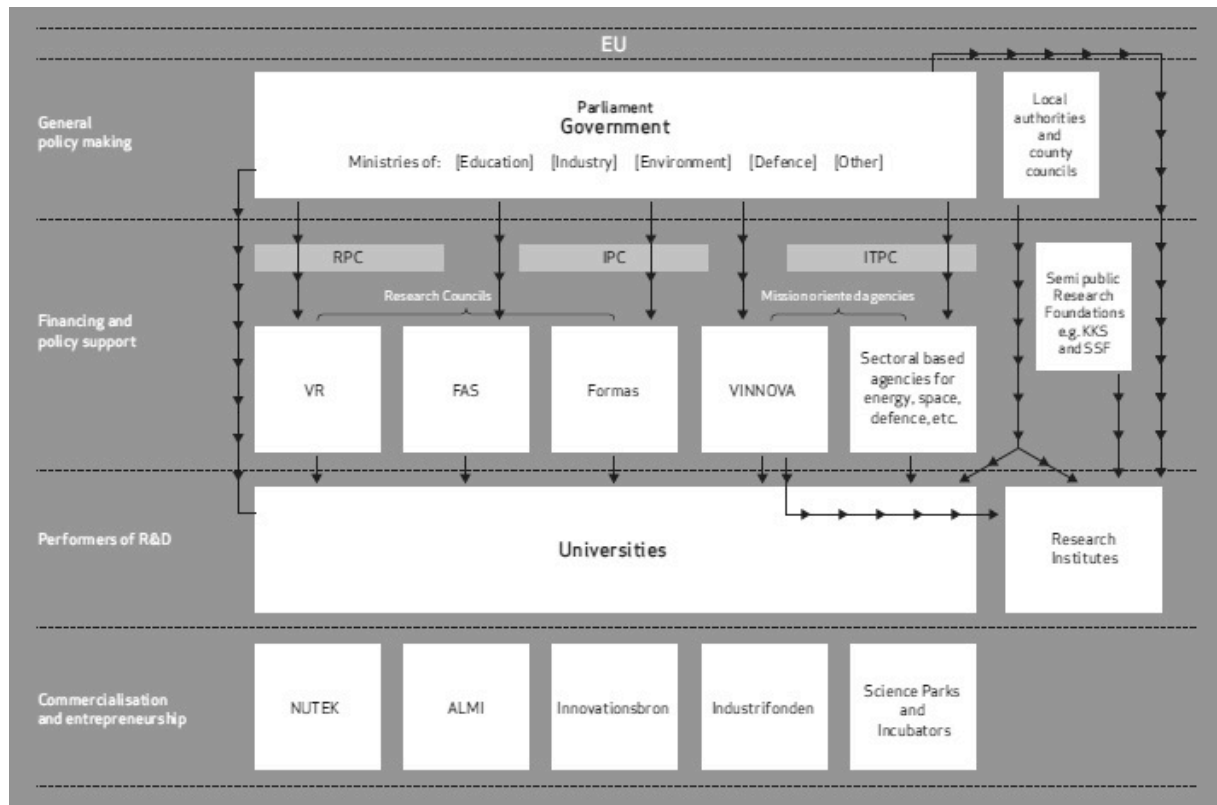 EU
General
policy making
Parliament
Government
Ministries of: [Education] [Industry] [Environment] [Defence] [Other]
Local
authorities
and
county
councils
Financing and
policy support
RPC
IPC
ITPC
Research Councils
Mission oriented agencies
VR
FAS
Formas
VINNOVA
Sectoral based
agencies for
energy, space,
defence, etc.
Semi public
Research
Foundations
e.g. KKS
and SSF
Performers of R&D
Universities
Research
Institutes
Commercialisation
and entrepreneurship
NUTEK
ALMI
Innovationsbron
Industrifonden
Science Parks
and
Incubators